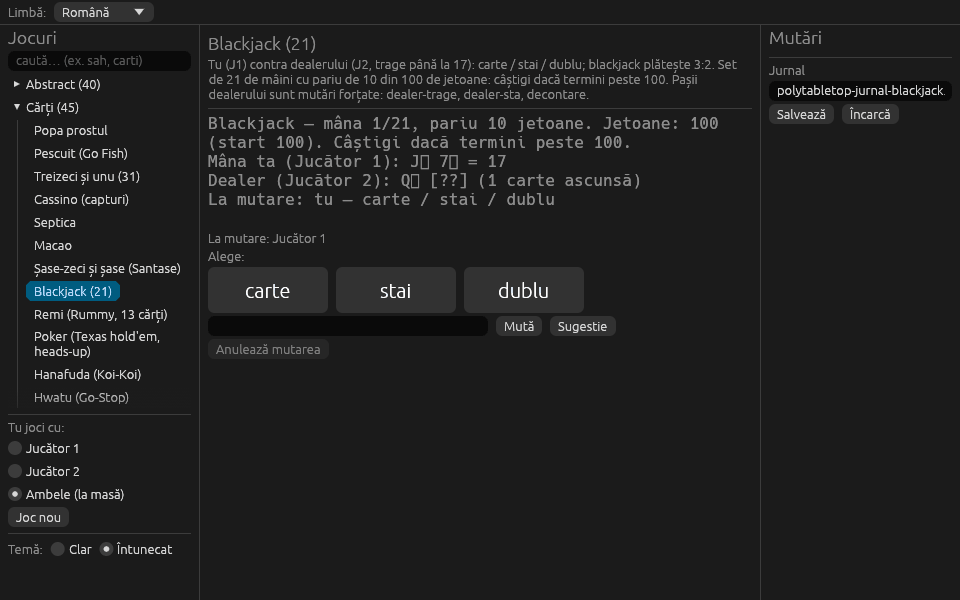 Limbă: Română
Jocuri
caută... (ex. sah, carti)
Abstract (40)
Cărți (45)
Popa prostul
Pescuit (Go Fish)
Treizeci și unu (31)
Cassino (capturi)
Septica
Macao
Șase-zeci și șase (Santase)
Blackjack (21)
Remi (Rummy, 13 cărți)
Poker (Texas hold'em,
heads-up)
Hanafuda (Koi-Koi)
Hwatu (Go-Stop)
Tu joci cu:
Jucător 1
Jucător 2
Ambele (la masă)
Joc nou
Temă: Clar Întunecat
Blackjack (21)
Tu (J1) contra dealerului (J2, trage până la 17): carte / stai / dublu; blackjack plătește 3:2. Set
de 21 de mâini cu pariu de 10 din 100 de jetoane: câștigi dacă termini peste 100. Pașii
dealerului sunt mutări forțate: dealer-trage, dealer-sta, decontare.
Blackjack — mâna 1/21, pariu 10 jetoane. Jetoane: 100
(start 100). Câștigi dacă termini peste 100.
Mâna ta (Jucător 1): J▯ 7▯ = 17
Dealer (Jucător 2): Q▯ [??] (1 carte ascunsă)
La mutare: tu — carte / stai / dublu
La mutare: Jucător 1
Alege:
carte stai dublu
Mută Sugestie
Anulează mutarea
Mutări
Jurnal
polytabletop-jurnal-blackjack.
Salvează Încarcă